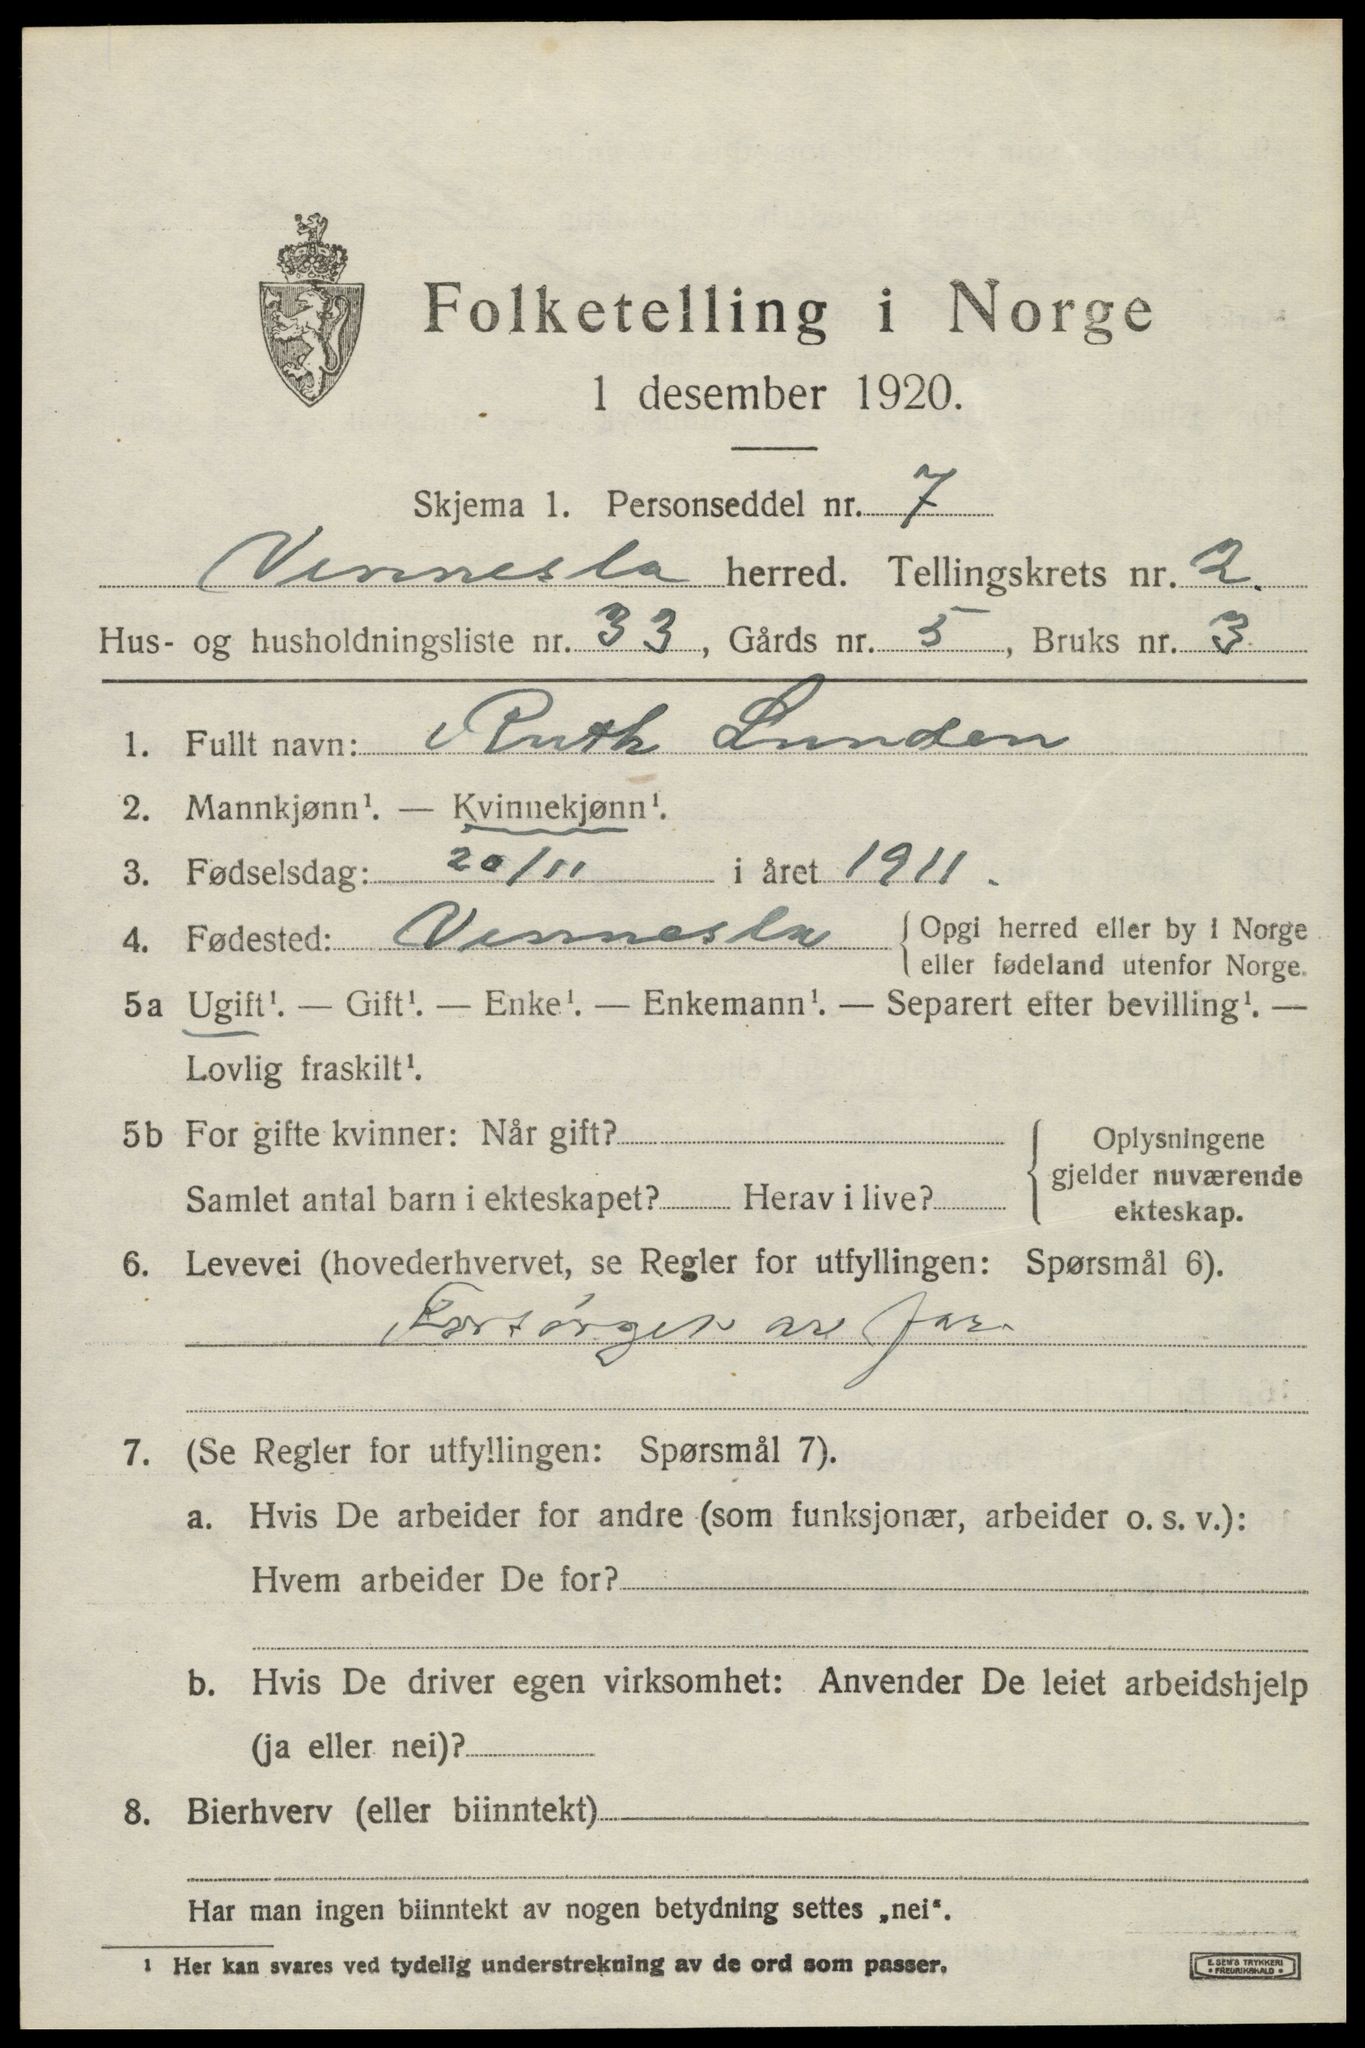 Folketelling i Norge
1 desember 1920.
Skjema 1. Personseddel nr. 7
Vennesla herred. Tellingskrets nr. 2.
Hus- og husholdningsliste nr. 33, Gårds nr. 5, Bruks nr. 3
1. Fullt navn: Ruth Lunden
2. Mannkjønn¹. — Kvinnekjønn¹.
3. Fødselsdag: 20/11 i året 1911.
4. Fødested: Vennesla { Opgi herred eller by i Norge
eller fødeland utenfor Norge.
5a Ugift¹. — Gift¹. — Enke¹. — Enkemann¹. — Separert efter bevilling¹. —
Lovlig fraskilt¹.
5b For gifte kvinner: Når gift?
Samlet antal barn i ekteskapet? Herav i live?
{ Oplysningene
gjelder nuværende
ekteskap.
6. Levevei (hovederhvervet, se Regler for utfyllingen: Spørsmål 6).
Forsørget av far.
7. (Se Regler for utfyllingen: Spørsmål 7).
a. Hvis De arbeider for andre (som funksjonær, arbeider o. s. v.):
Hvem arbeider De for?
b. Hvis De driver egen virksomhet: Anvender De leiet arbeidshjelp
(ja eller nei)?
8. Bierhverv (eller biinntekt)
Har man ingen biinntekt av nogen betydning settes „nei“.
¹ Her kan svares ved tydelig understrekning av de ord som passer.
E. SEM'S TRYKKERI
• FREDRIKSHALD •